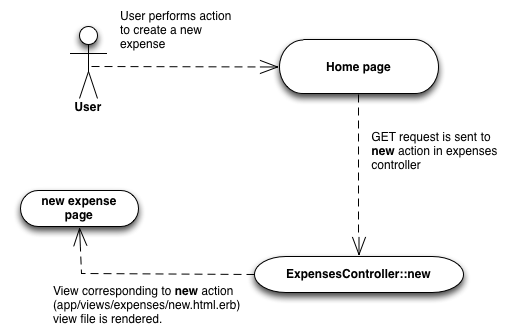 User performs action
to create a new
expense
User
Home page
GET request is sent to
new action in expenses
controller
new expense
page
ExpensesController::new
View corresponding to new action
(app/views/expenses/new.html.erb)
view file is rendered.